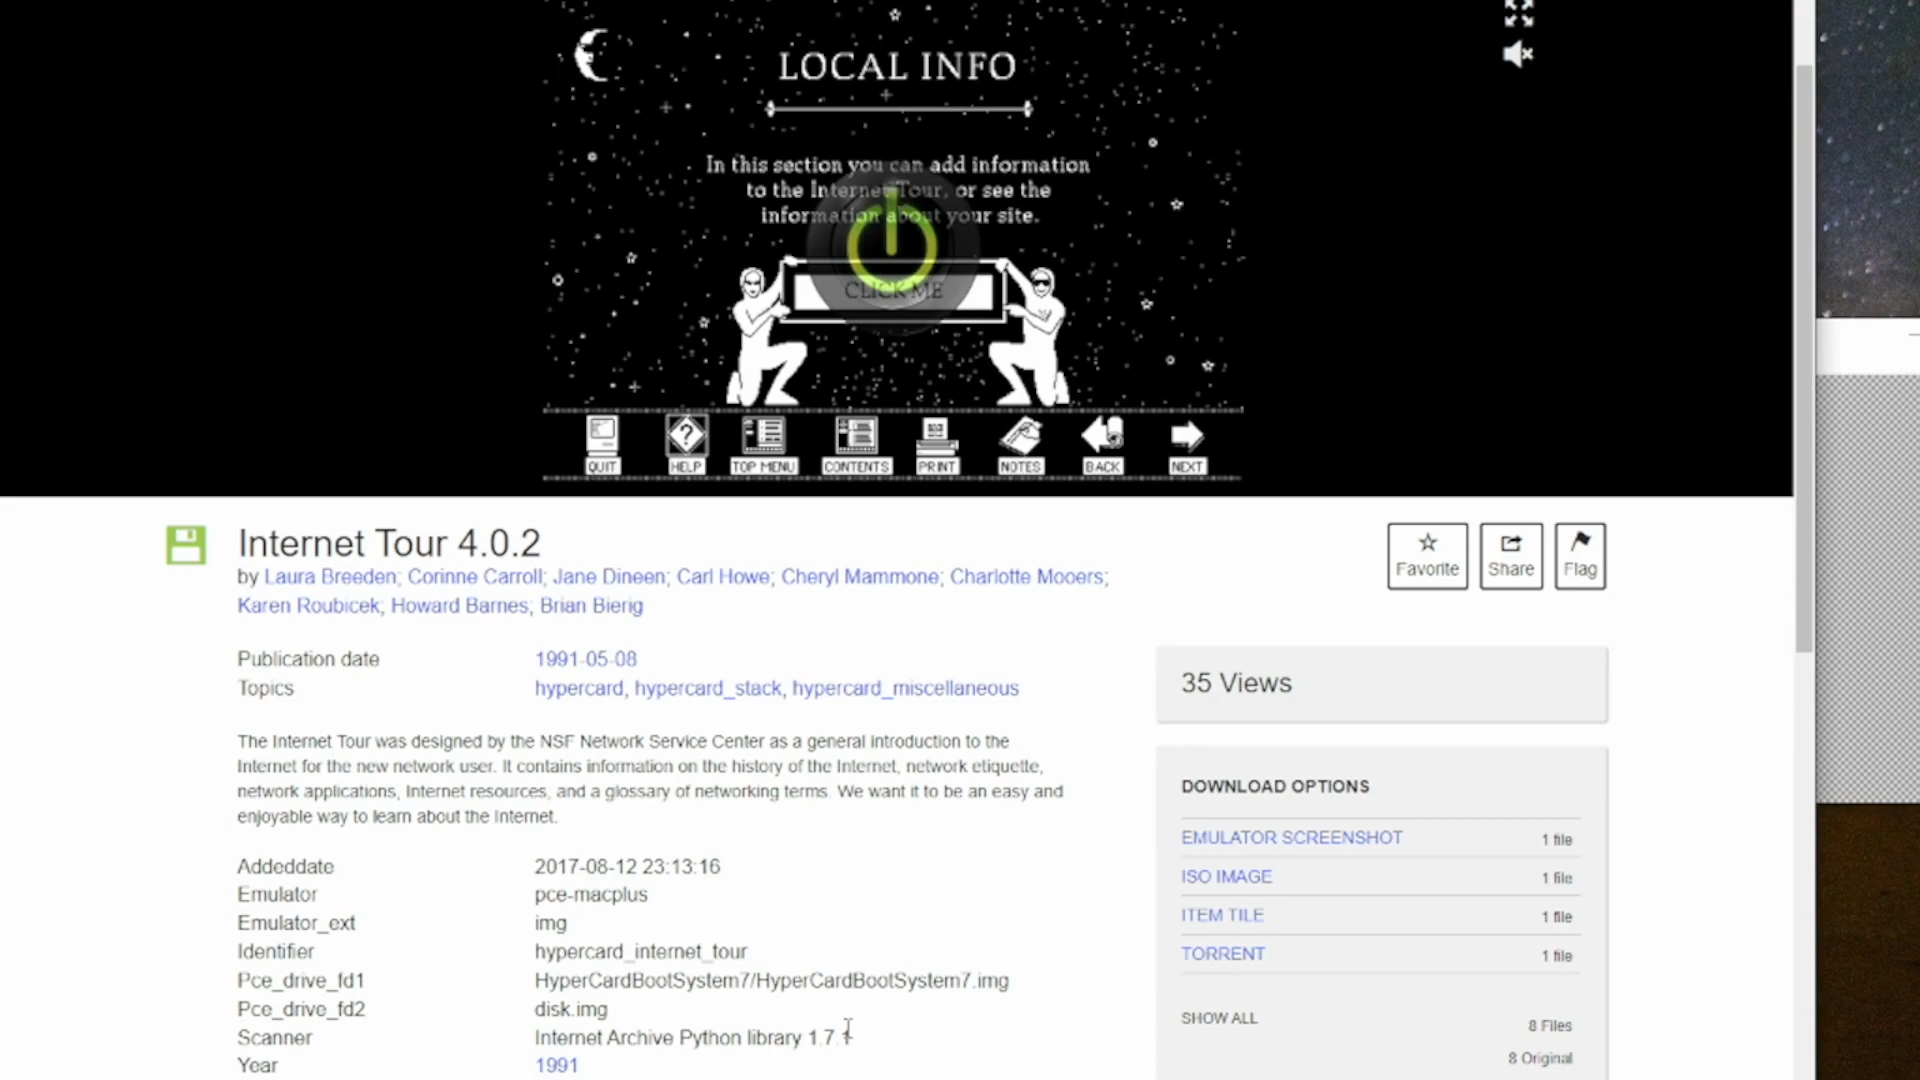 LOCAL INFO
In this section you can add information
to the Internet Tour, or see the
information about your site.
CLICK ME
QUIT
HELP
TOP MENU
CONTENTS
PRINT
NOTES
BACK
NEXT
Internet Tour 4.0.2
by Laura Breeden; Corinne Carroll; Jane Dineen; Carl Howe; Cheryl Mammone; Charlotte Mooers;
Karen Roubicek; Howard Barnes; Brian Bierig
Favorite
Share
Flag
Publication date 1991-05-08
Topics hypercard, hypercard_stack, hypercard_miscellaneous
35 Views
The Internet Tour was designed by the NSF Network Service Center as a general introduction to the
Internet for the new network user. It contains information on the history of the Internet, network etiquette,
network applications, Internet resources, and a glossary of networking terms. We want it to be an easy and
enjoyable way to learn about the Internet.
DOWNLOAD OPTIONS
EMULATOR SCREENSHOT 1 file
ISO IMAGE 1 file
ITEM TILE 1 file
TORRENT 1 file
SHOW ALL 8 Files
8 Original
Addeddate 2017-08-12 23:13:16
Emulator pce-macplus
Emulator_ext img
Identifier hypercard_internet_tour
Pce_drive_fd1 HyperCardBootSystem7/HyperCardBootSystem7.img
Pce_drive_fd2 disk.img
Scanner Internet Archive Python library
Year 1991